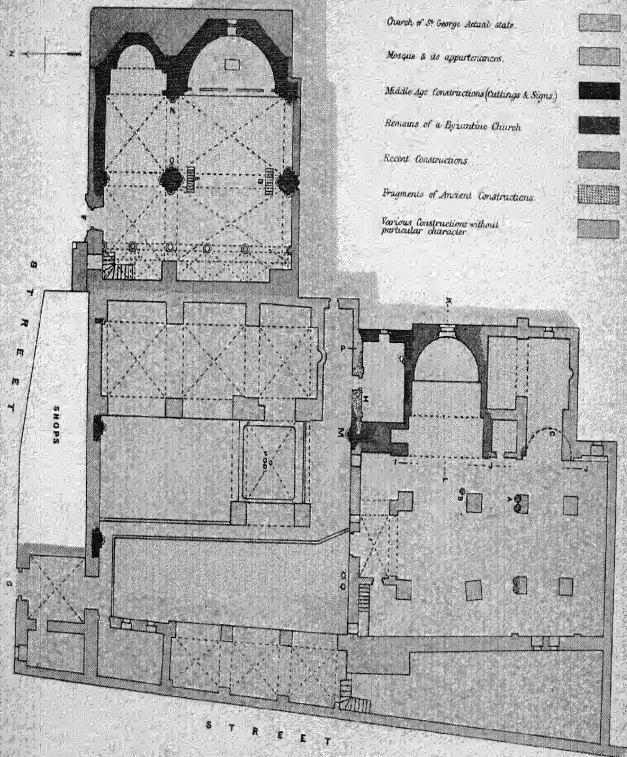 Church of St George Actual state.
Mosque & its appurtenances.
Middle Age Constructions (Cuttings & Signs.)
Remains of a Byzantine Church
Recent Constructions
Fragments of Ancient Constructions.
Various Constructions without
particular character
N
N
O
F
K
P
H
M
C
L
A
B
G
STREET
SHOPS
STREET